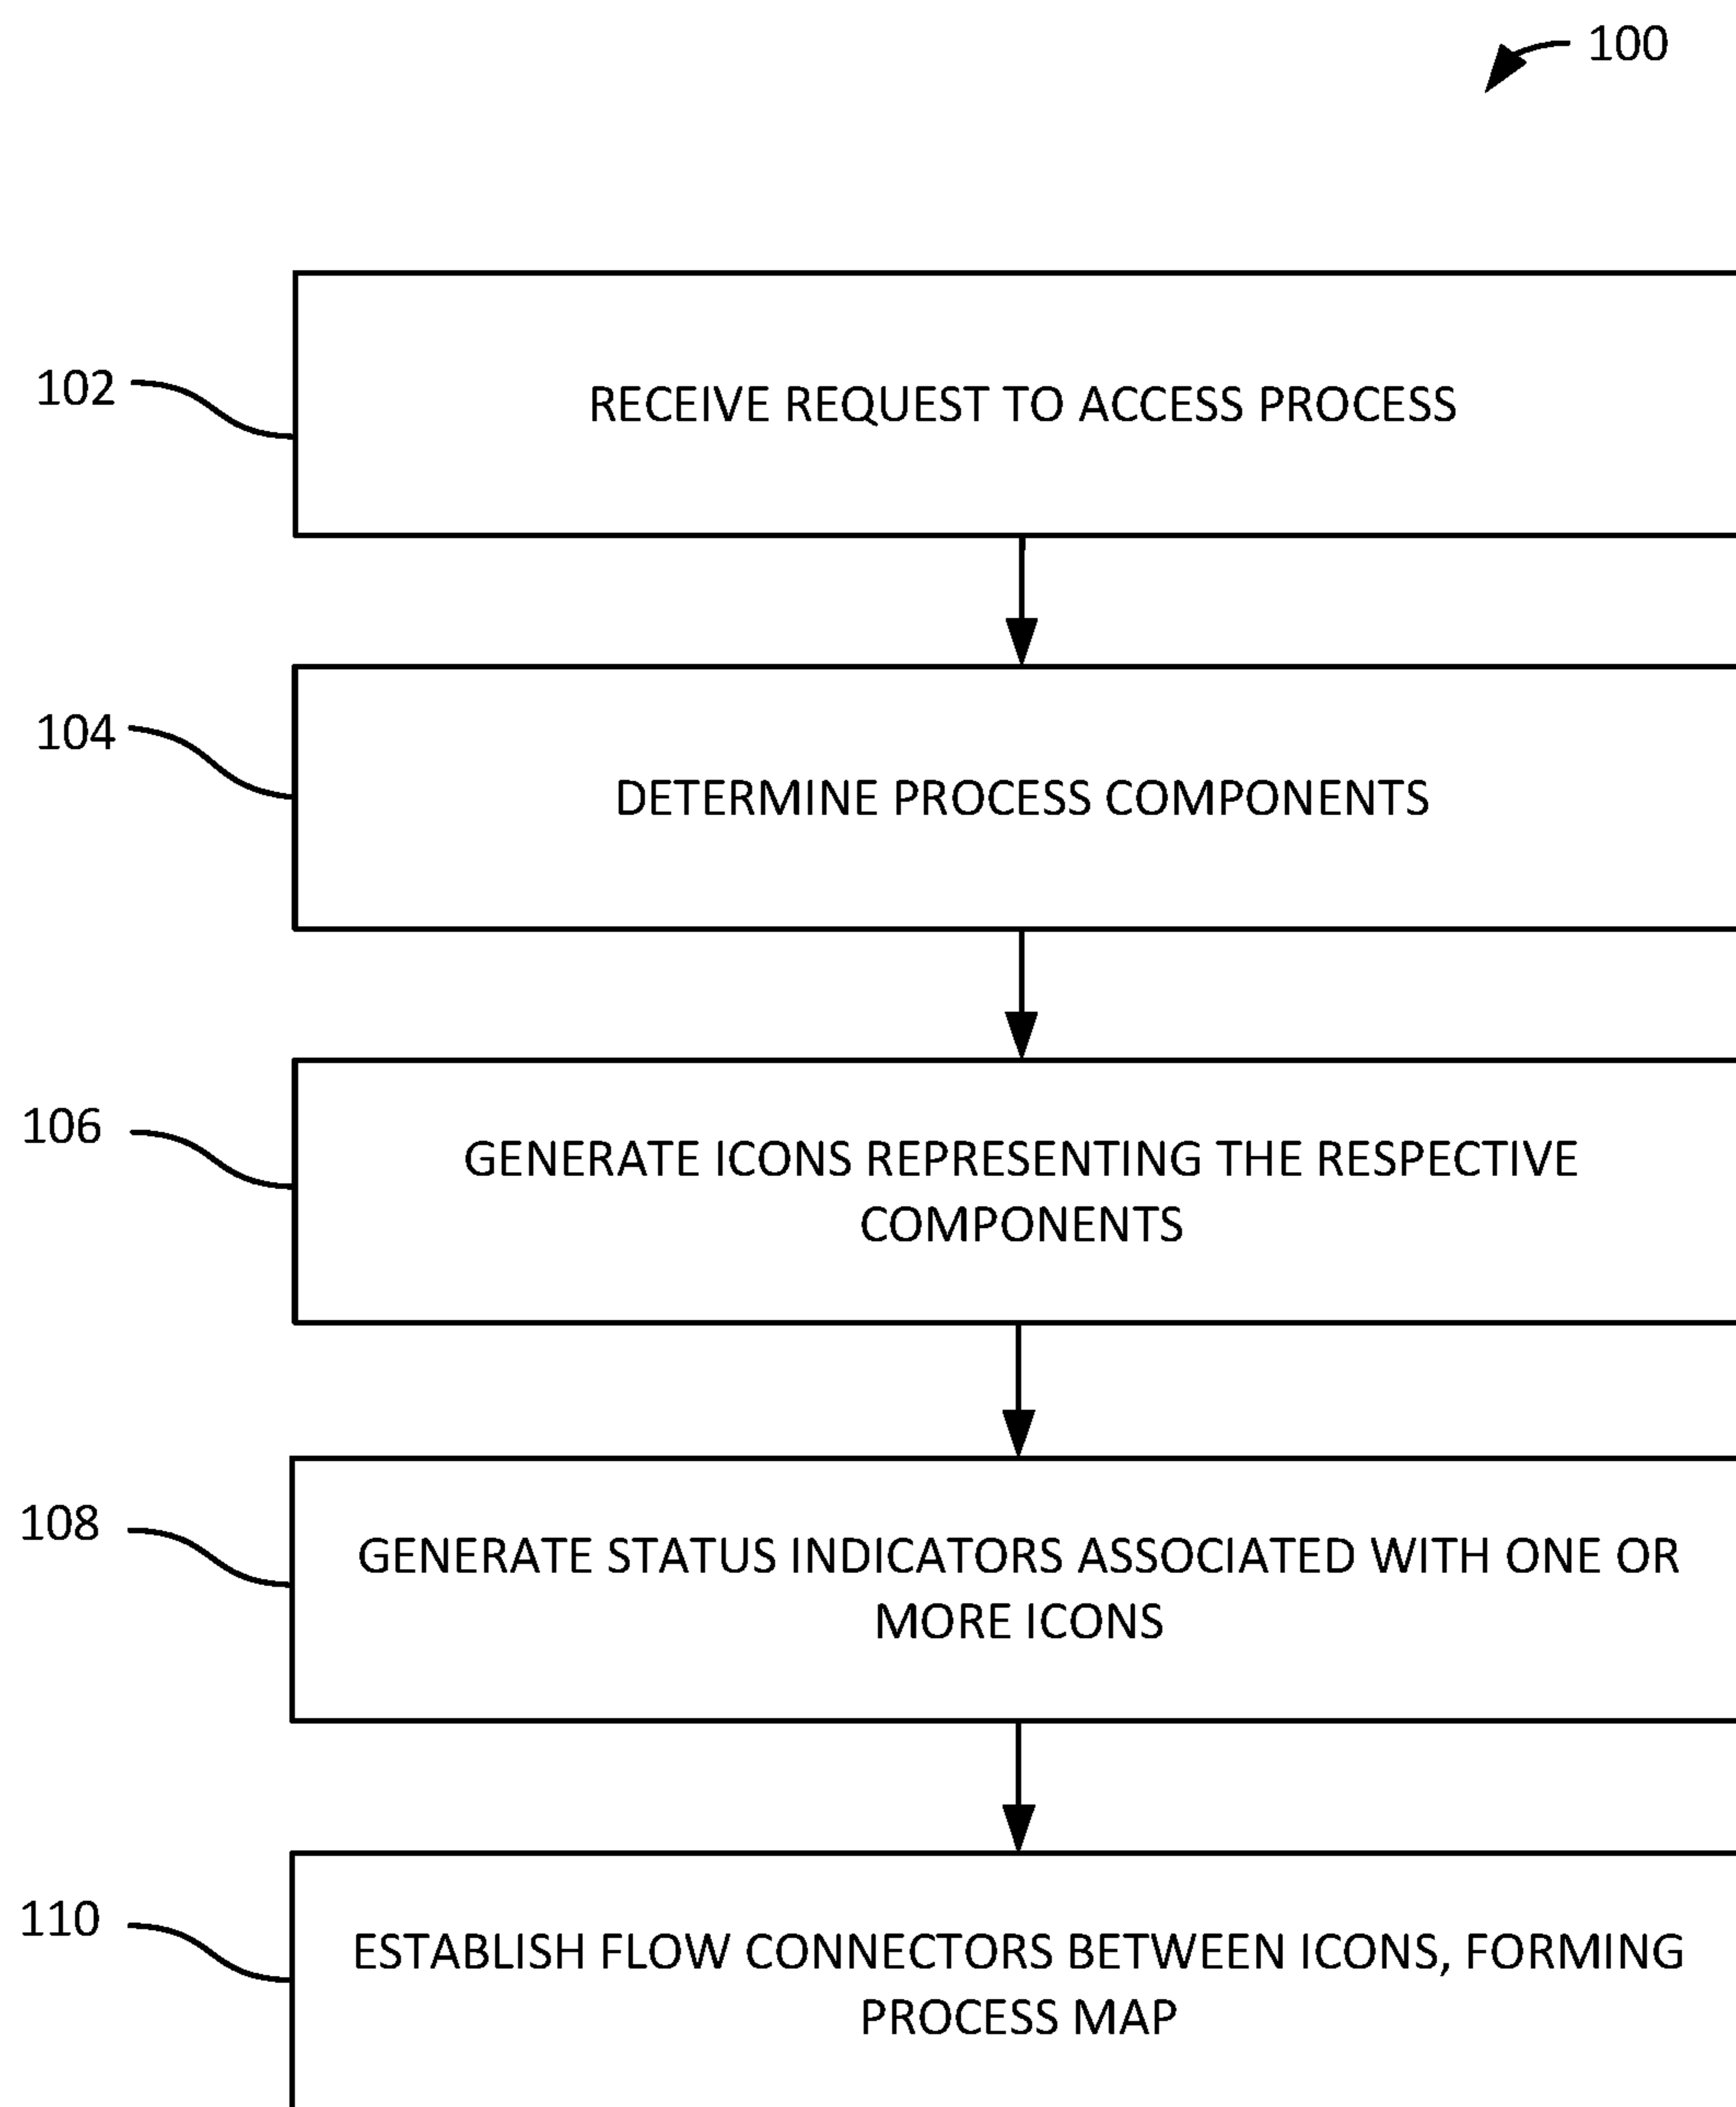 100
102
RECEIVE REQUEST TO ACCESS PROCESS
104
DETERMINE PROCESS COMPONENTS
106
GENERATE ICONS REPRESENTING THE RESPECTIVE
COMPONENTS
108
GENERATE STATUS INDICATORS ASSOCIATED WITH ONE OR
MORE ICONS
110
ESTABLISH FLOW CONNECTORS BETWEEN ICONS, FORMING
PROCESS MAP